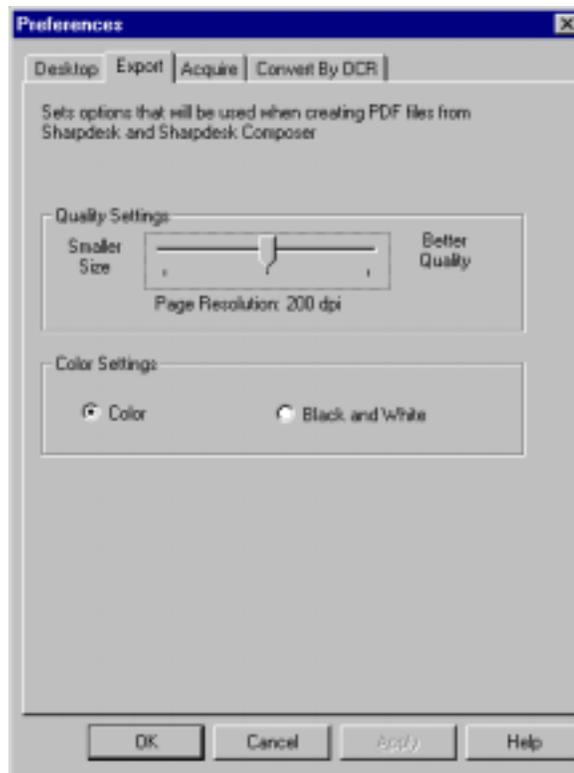 Preferences
Desktop Export Acquire Convert By OCR
Sets options that will be used when creating PDF files from
Sharpdesk and Sharpdesk Composer
Quality Settings
Smaller
Size
Better
Quality
Page Resolution: 200 dpi
Color Settings
Color Black and White
OK Cancel Apply Help